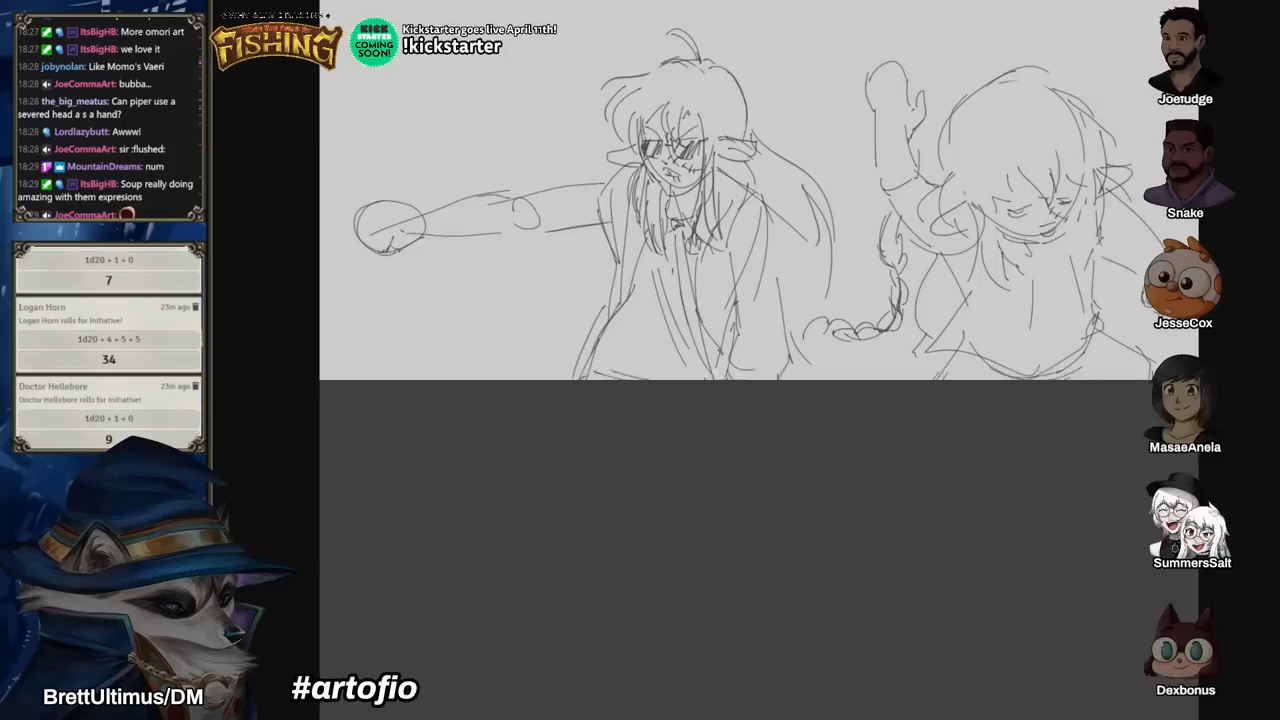 18:27 ItsBigHB: More omori art
18:27 ItsBigHB: we love it
18:28 jobynolan: Like Momo's Vaeri
18:28 JoeCommaArt: bubba...
18:28 the_big_meatus: Can piper use a
severed head a s a hand?
18:28 Lordlazybutt: Awww!
18:28 JoeCommaArt: sir :flushed:
18:29 MountainDreams: num
18:29 ItsBigHB: Soup really doing
amazing with them expresions
JoeCommaArt:
FISHING
KICK
STARTER
COMING
SOON!
Kickstarter goes live April 11th!
!kickstarter
1d20 + 1 + 0
7
Logan Horn 23m ago
Logan Horn rolls for Initiative!
1d20 + 4 + 5 + 5
34
Doctor Hellebore 23m ago
Doctor Hellebore rolls for Initiative!
1d20 + 1 + 0
9
Joefudge
Snake
JesseCox
MasaeAnela
SummersSalt
Dexbonus
BrettUltimus/DM
#artofio